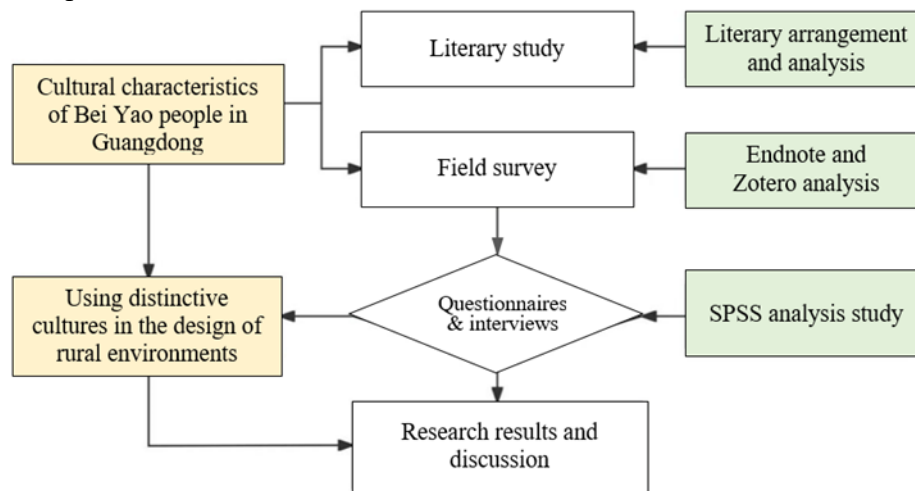 Literary study
Literary arrangement
and analysis
Cultural characteristics
of Bei Yao people in
Guangdong
Field survey
Endnote and
Zotero analysis
Using distinctive
cultures in the design of
rural environments
Questionnaires
& interviews
SPSS analysis study
Research results and
discussion